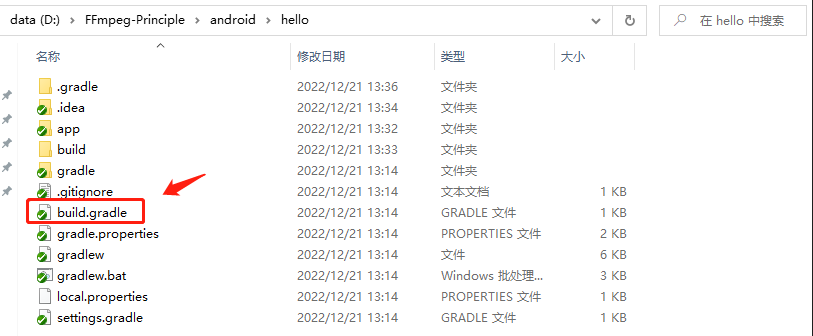 data (D:) > FFmpeg-Principle > android > hello 在 hello 中搜索
名称 修改日期 类型 大小
.gradle 2022/12/21 13:36 文件夹
.idea 2022/12/21 13:34 文件夹
app 2022/12/21 13:32 文件夹
build 2022/12/21 13:33 文件夹
gradle 2022/12/21 13:14 文件夹
.gitignore 2022/12/21 13:14 文本文档 1 KB
build.gradle 2022/12/21 13:14 GRADLE 文件 1 KB
gradle.properties 2022/12/21 13:14 PROPERTIES 文件 2 KB
gradlew 2022/12/21 13:14 文件 6 KB
gradlew.bat 2022/12/21 13:14 Windows 批处理... 3 KB
local.properties 2022/12/21 13:14 PROPERTIES 文件 1 KB
settings.gradle 2022/12/21 13:14 GRADLE 文件 1 KB